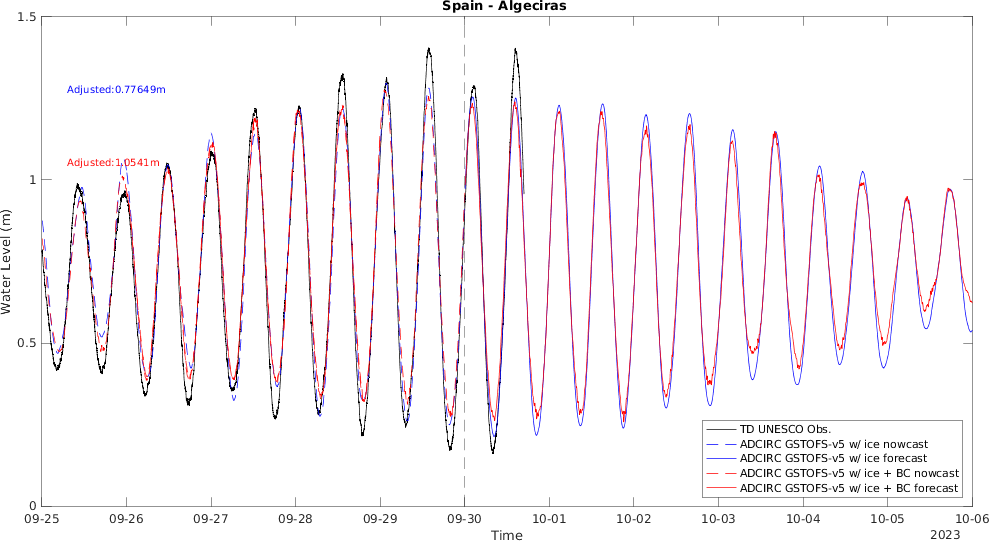 Spain - Algeciras
1.5
Adjusted:0.77649m
Adjusted:1.0541m
1
Water Level (m)
0.5
0
TD UNESCO Obs.
ADCIRC GSTOFS-v5 w/ ice nowcast
ADCIRC GSTOFS-v5 w/ ice forecast
ADCIRC GSTOFS-v5 w/ ice + BC nowcast
ADCIRC GSTOFS-v5 w/ ice + BC forecast
09-25 09-26 09-27 09-28 09-29 09-30 10-01 10-02 10-03 10-04 10-05 10-06
Time
2023